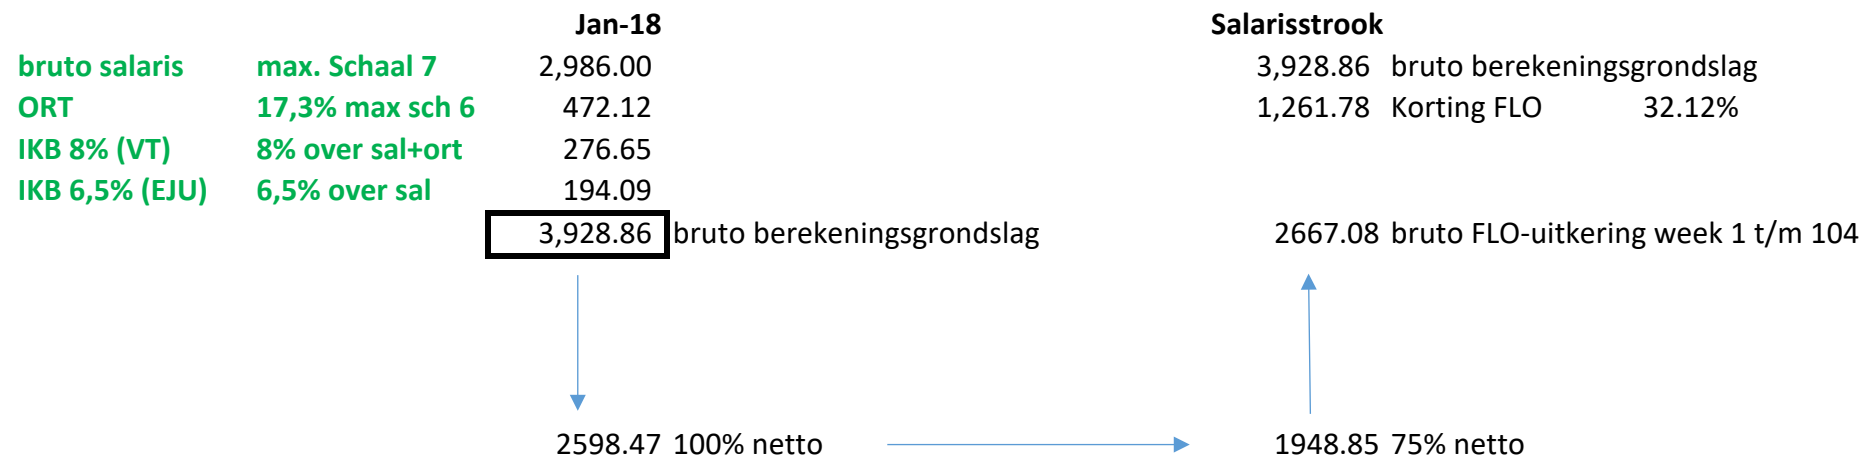 Jan-18 Salarisstrook
bruto salaris max. Schaal 7 2,986.00 3,928.86 bruto berekeningsgrondslag
ORT 17,3% max sch 6 472.12 1,261.78 Korting FLO 32.12%
IKB 8% (VT) 8% over sal+ort 276.65
IKB 6,5% (EJU) 6,5% over sal 194.09
3,928.86 bruto berekeningsgrondslag 2667.08 bruto FLO-uitkering week 1 t/m 104
2598.47 100% netto 1948.85 75% netto